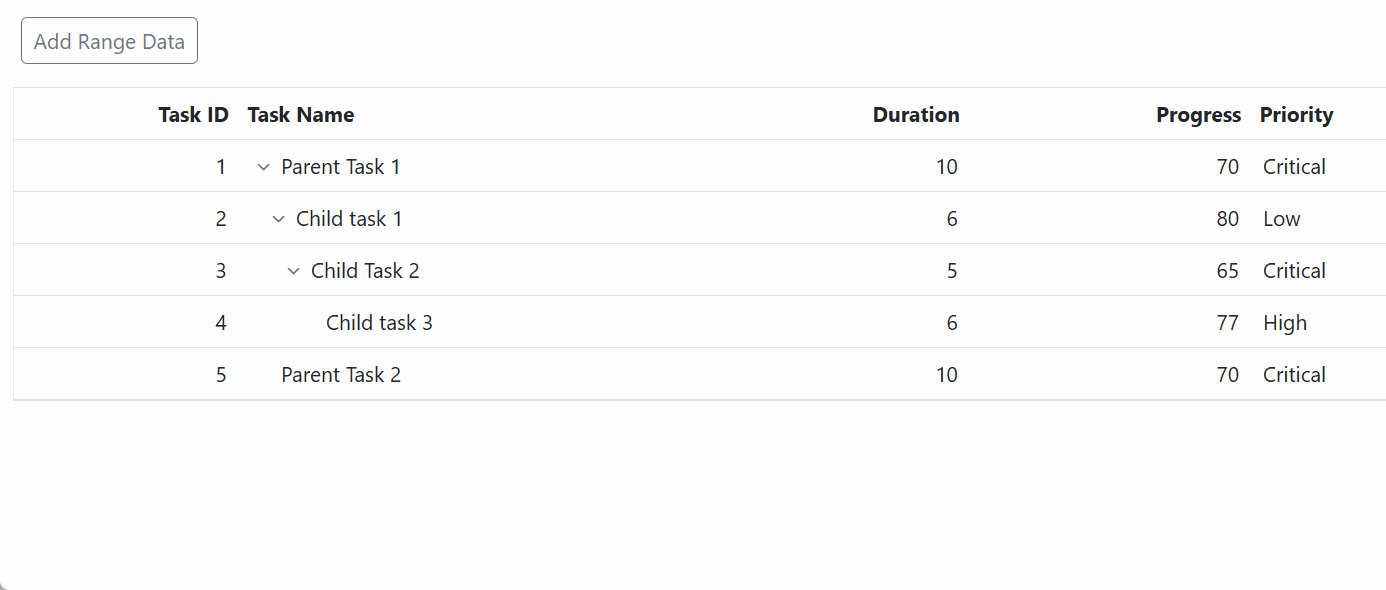 Add Range Data
Task ID Task Name Duration Progress Priority
1 Parent Task 1 10 70 Critical
2 Child task 1 6 80 Low
3 Child Task 2 5 65 Critical
4 Child task 3 6 77 High
5 Parent Task 2 10 70 Critical